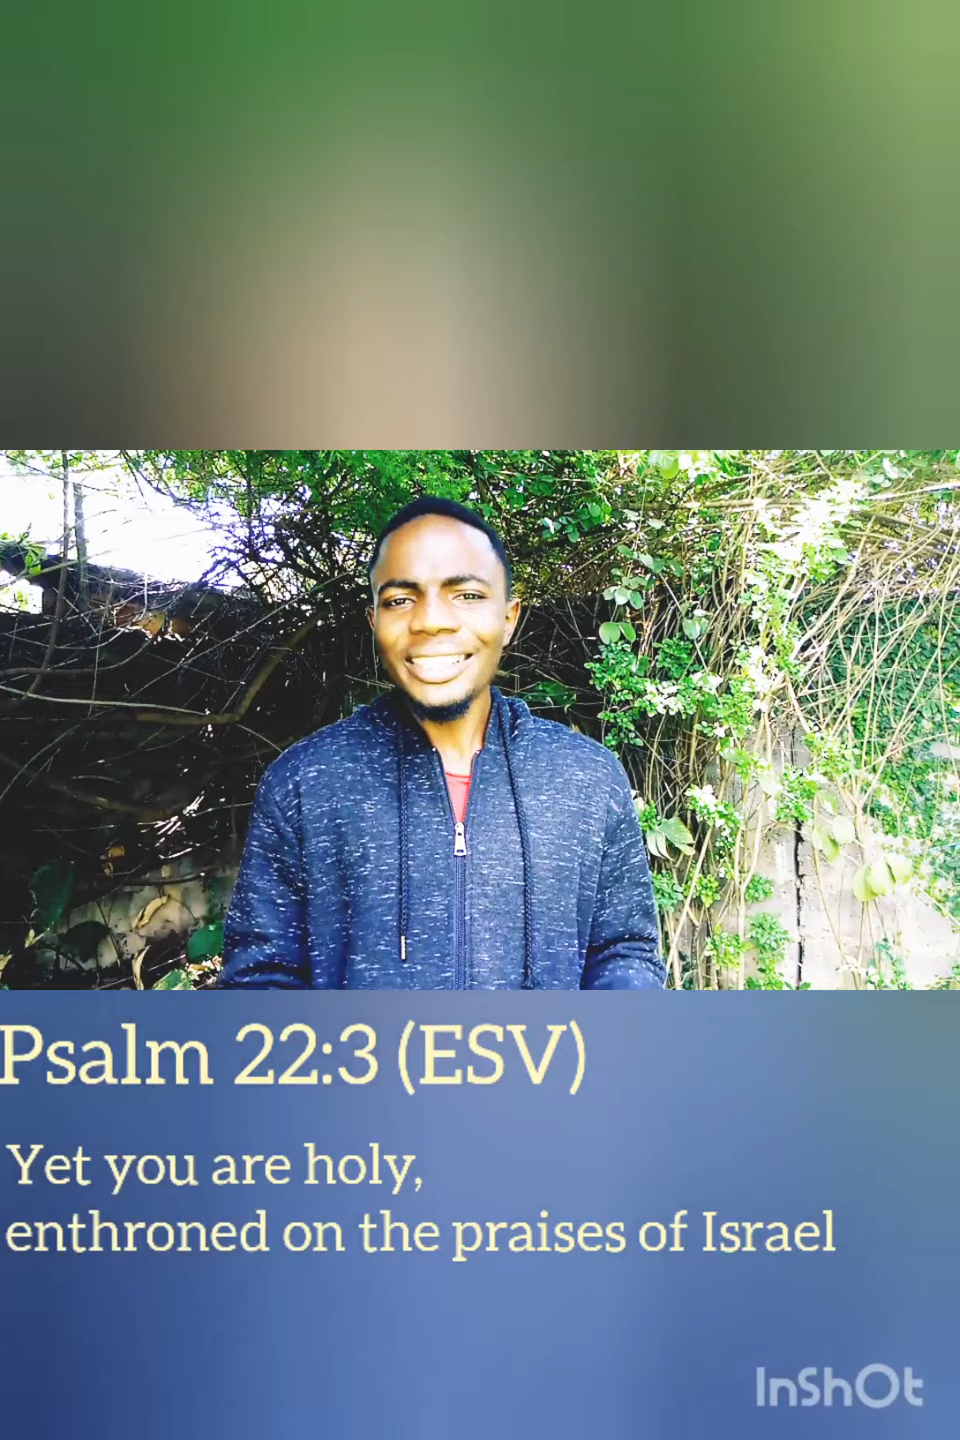 Psalm 22:3 (ESV)
Yet you are holy,
enthroned on the praises of Israel
InShOt